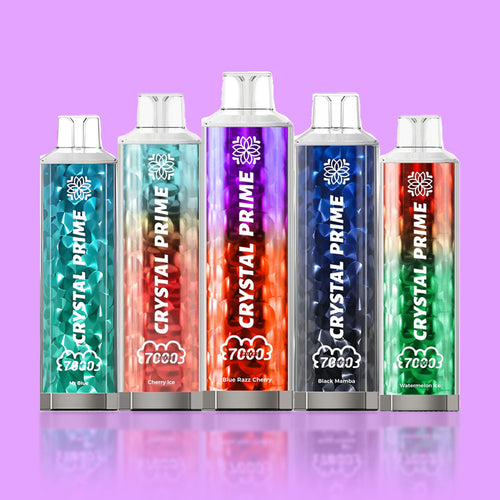 CRYSTAL PRIME
7000
Mr Blue
CRYSTAL PRIME
7000
Cherry Ice
CRYSTAL PRIME
7000
Blue Razz Cherry
CRYSTAL PRIME
7000
Black Mamba
CRYSTAL PRIME
7000
Watermelon Ice